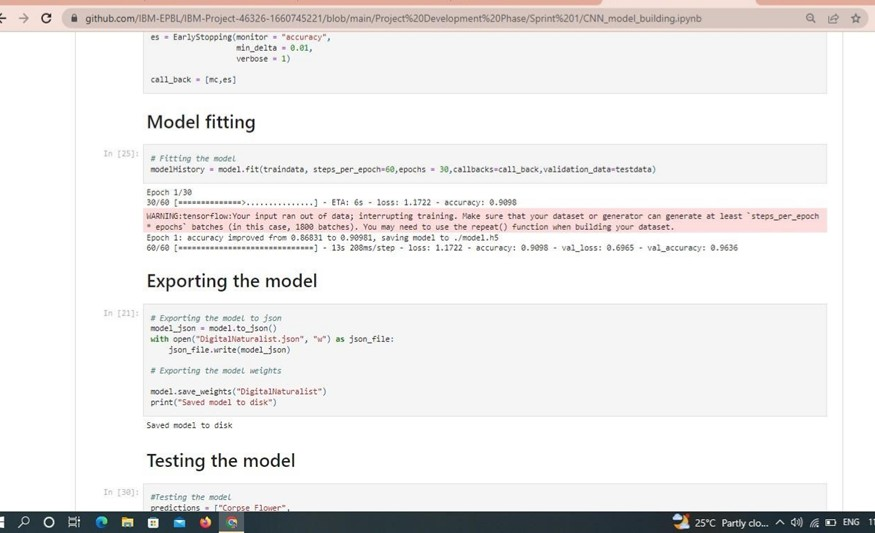 github.com/IBM-EPBL/IBM-Project-46326-1660745221/blob/main/Project%20Development%20Phase/Sprint%201/CNN_model_building.ipynb
es = EarlyStopping(monitor = "accuracy",
min_delta = 0.01,
verbose = 1)
call_back = [mc,es]
Model fitting
In [25]:
# Fitting the model
modelHistory = model.fit(traindata, steps_per_epoch=60,epochs = 30,callbacks=call_back,validation_data=testdata)
Epoch 1/30
30/60 [==============>...............] - ETA: 6s - loss: 1.1722 - accuracy: 0.9098
WARNING:tensorflow:Your input ran out of data; interrupting training. Make sure that your dataset or generator can generate at least `steps_per_epoch
* epochs` batches (in this case, 1800 batches). You may need to use the repeat() function when building your dataset.
Epoch 1: accuracy improved from 0.86831 to 0.90981, saving model to ./model.h5
60/60 [==============================] - 13s 208ms/step - loss: 1.1722 - accuracy: 0.9098 - val_loss: 0.6965 - val_accuracy: 0.9636
Exporting the model
In [21]:
# Exporting the model to json
model_json = model.to_json()
with open("DigitalNaturalist.json", "w") as json_file:
json_file.write(model_json)
# Exporting the model weights
model.save_weights("DigitalNaturalist")
print("Saved model to disk")
Saved model to disk
Testing the model
In [30]:
#Testing the model
predictions = ["Corpse Flower",
25°C Partly clo... ENG